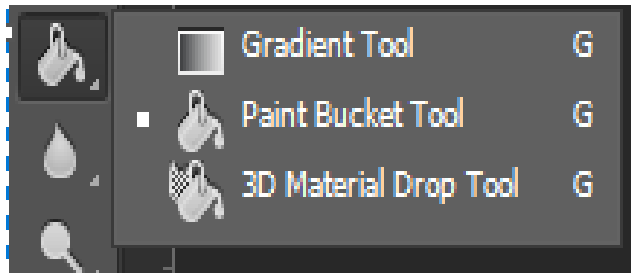 Gradient Tool G
Paint Bucket Tool G
3D Material Drop Tool G